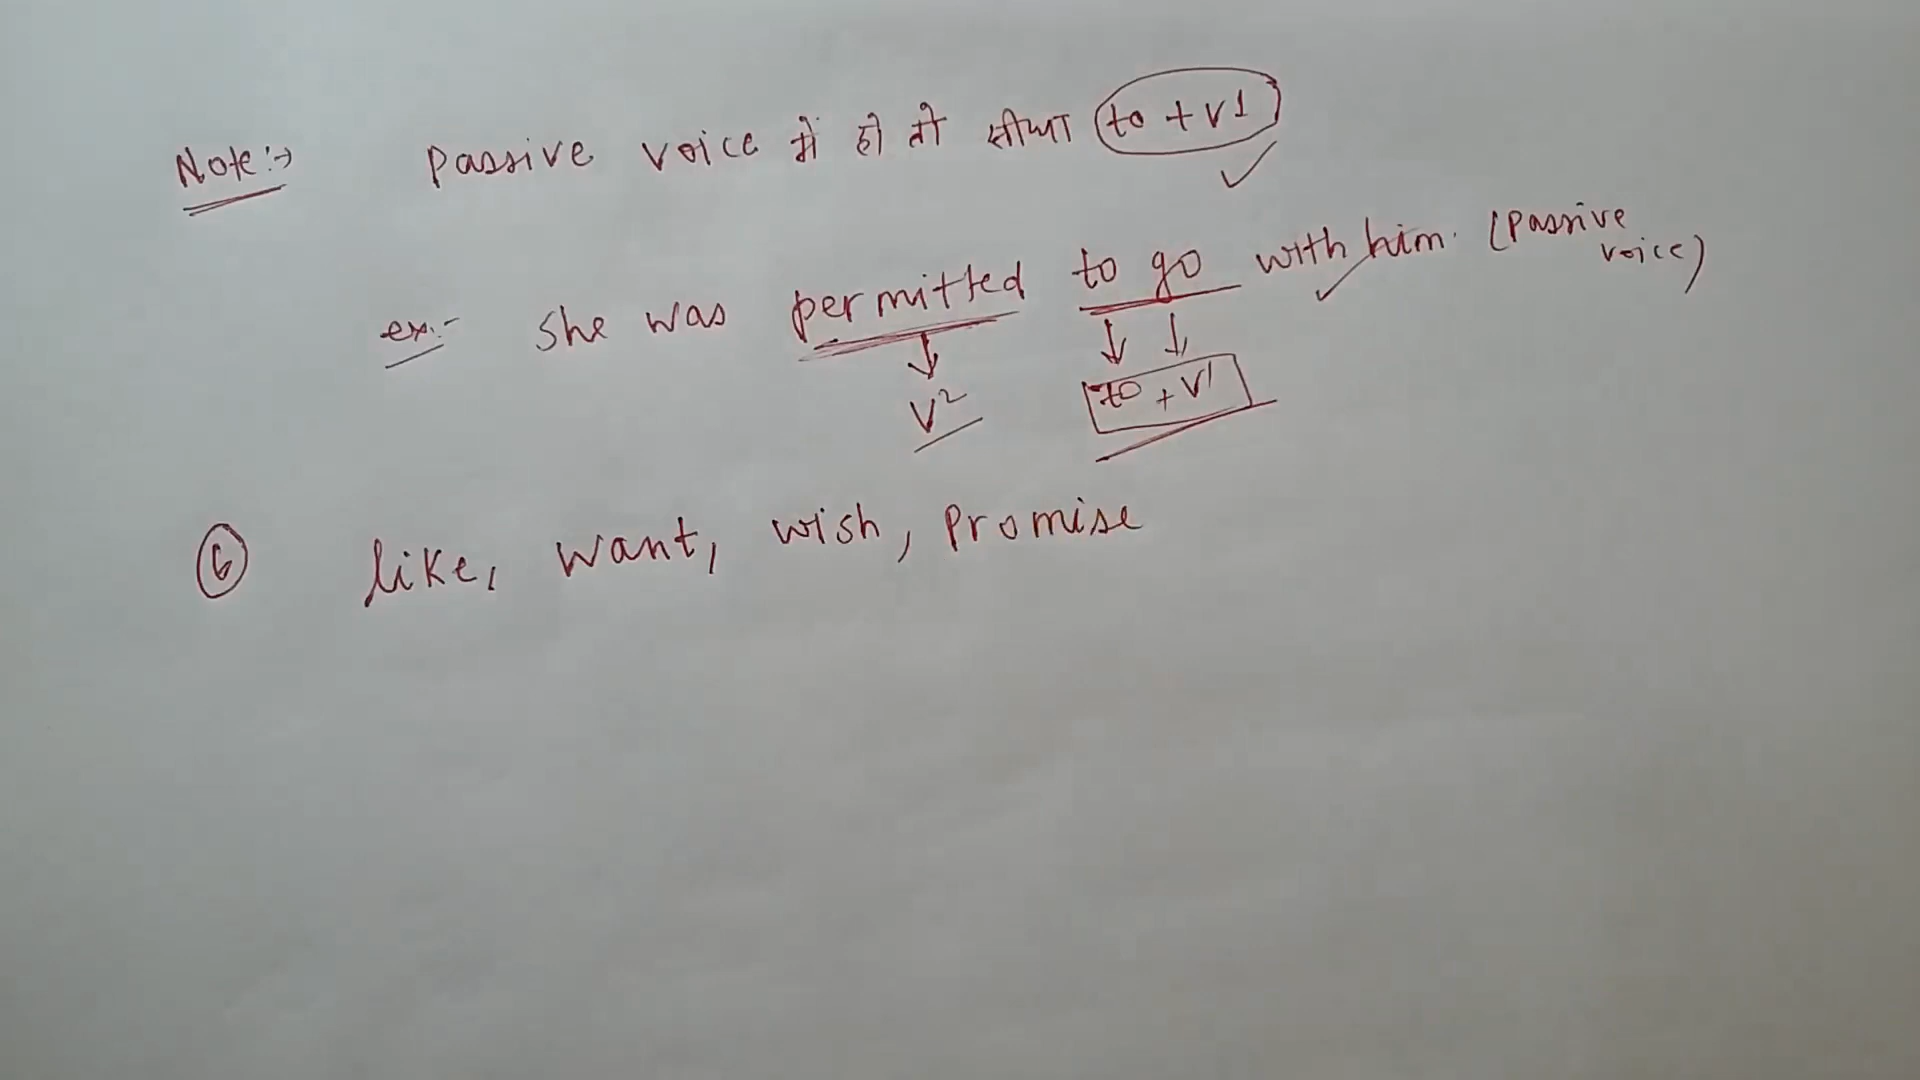 Note:→ Passive voice में हो तो सीधा to + V1
ex:- She was permitted to go with him. (Passive voice)
V2 to + V1
6 like, want, wish, Promise